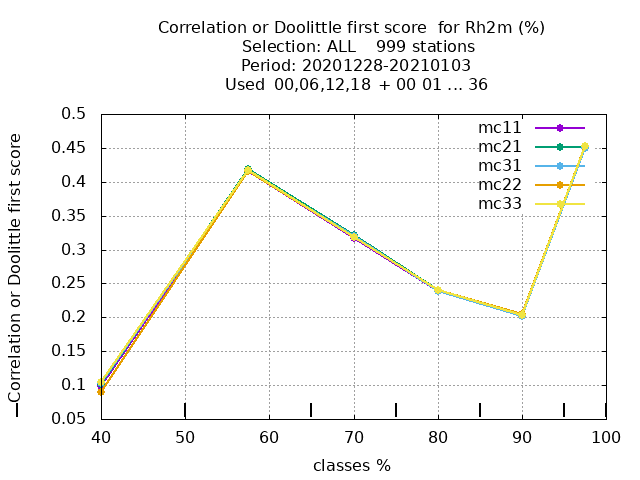 Correlation or Doolittle first score  for Rh2m (%)
Selection: ALL    999 stations
Period: 20201228-20210103
Used  00,06,12,18  + 00 01 ... 36
0.5
0.45
0.4
0.35
0.3
0.25
0.2
0.15
0.1
0.05
Correlation or Doolittle first score
mc11
mc21
mc31
mc22
mc33
40
50
60
70
80
90
100
classes %